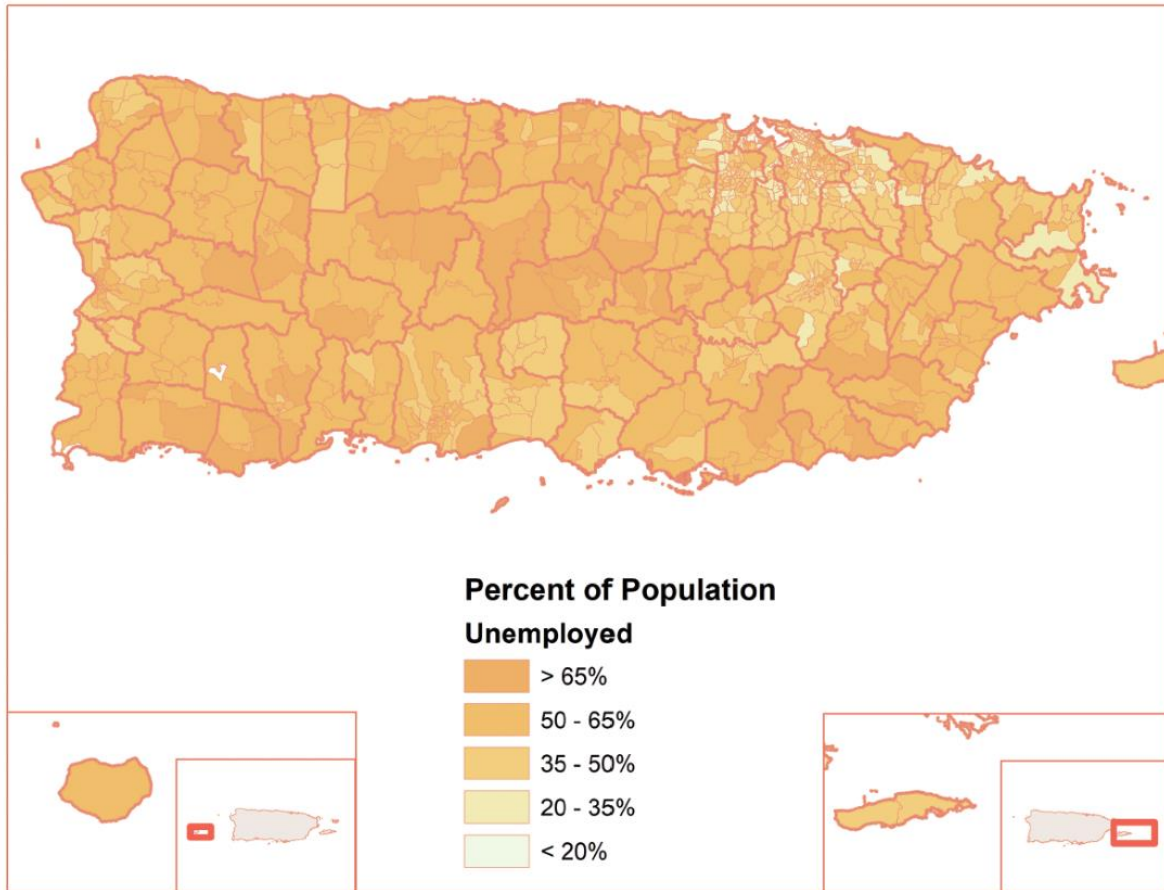 Percent of Population
Unemployed
> 65%
50 - 65%
35 - 50%
20 - 35%
< 20%